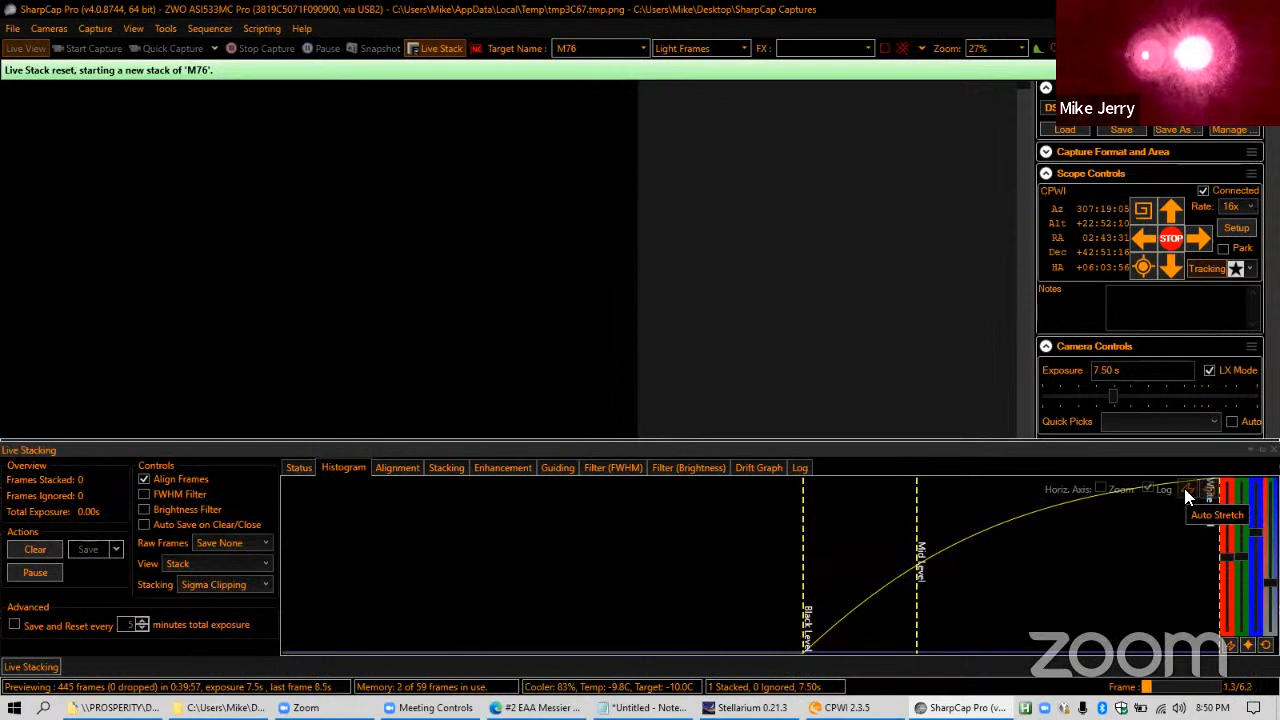 SharpCap Pro (v4.0.8744, 64 bit) - ZWO ASI533MC Pro (3819C5071F090900, via USB2) - C:\Users\Mike\AppData\Local\Temp\tmp3C67.tmp.png - C:\Users\Mike\Desktop\SharpCap Captures
File Cameras Capture View Tools Sequencer Scripting Help
Live View Start Capture Quick Capture Stop Capture Pause Snapshot Live Stack Target Name : M76 Light Frames FX : Zoom: 27%
Live Stack reset, starting a new stack of 'M76'.
Mike Jerry
Load Save Save As ... Manage ...
Capture Format and Area
Scope Controls
CPWI Connected
Az 307:19:05 Rate: 16x
Alt +22:52:10
RA 02:43:31 STOP Setup
Dec +42:51:16 Park
HA +06:03:56 Tracking
Notes
Camera Controls
Exposure 7.50 s LX Mode
Quick Picks Auto
Live Stacking
Overview Controls
Status Histogram Alignment Stacking Enhancement Guiding Filter (FWHM) Filter (Brightness) Drift Graph Log
Frames Stacked: 0 Align Frames
Frames Ignored: 0 FWHM Filter
Total Exposure: 0.00s Brightness Filter
Auto Save on Clear/Close
Actions
Clear Save Raw Frames Save None
View Stack
Pause Stacking Sigma Clipping
Advanced
Save and Reset every 5 minutes total exposure
Horiz. Axis: Zoom Log
Auto Stretch
Black Level
Mid Level
zoom
Live Stacking
Previewing : 445 frames (0 dropped) in 0:39:57, exposure 7.5s , last frame 8.5s Memory: 2 of 59 frames in use. Cooler: 83%, Temp: -9.8C, Target: -10.0C 1 Stacked, 0 Ignored, 7.50s Frame : 1.3/6.2
\\PROSPERITY\D... C:\Users\Mike\D... Zoom Meeting Controls #2 EAA Messier ... *Untitled - Note... Stellarium 0.21.3 CPWI 2.3.5 SharpCap Pro (v... 8:50 PM